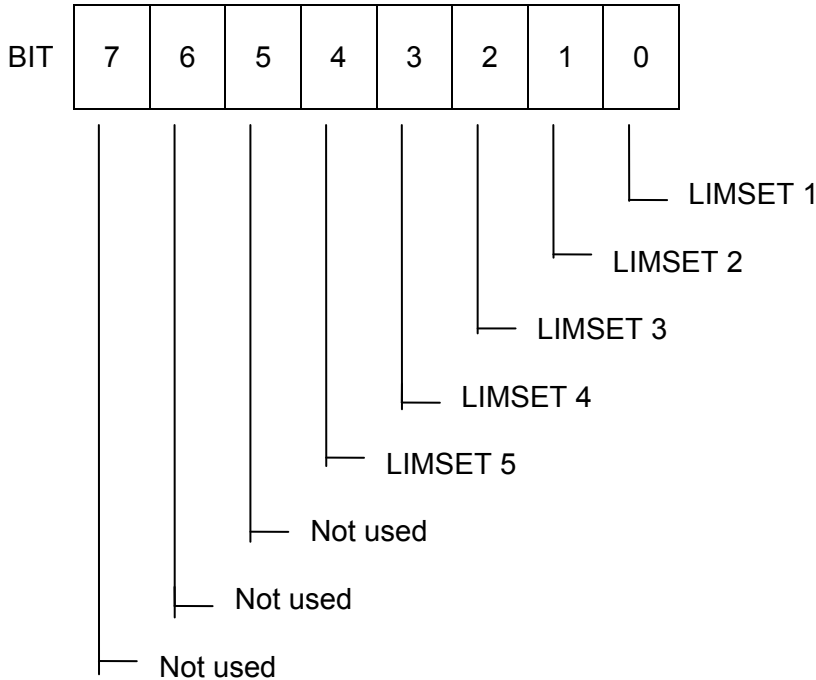 BIT 7 6 5 4 3 2 1 0
LIMSET 1
LIMSET 2
LIMSET 3
LIMSET 4
LIMSET 5
Not used
Not used
Not used